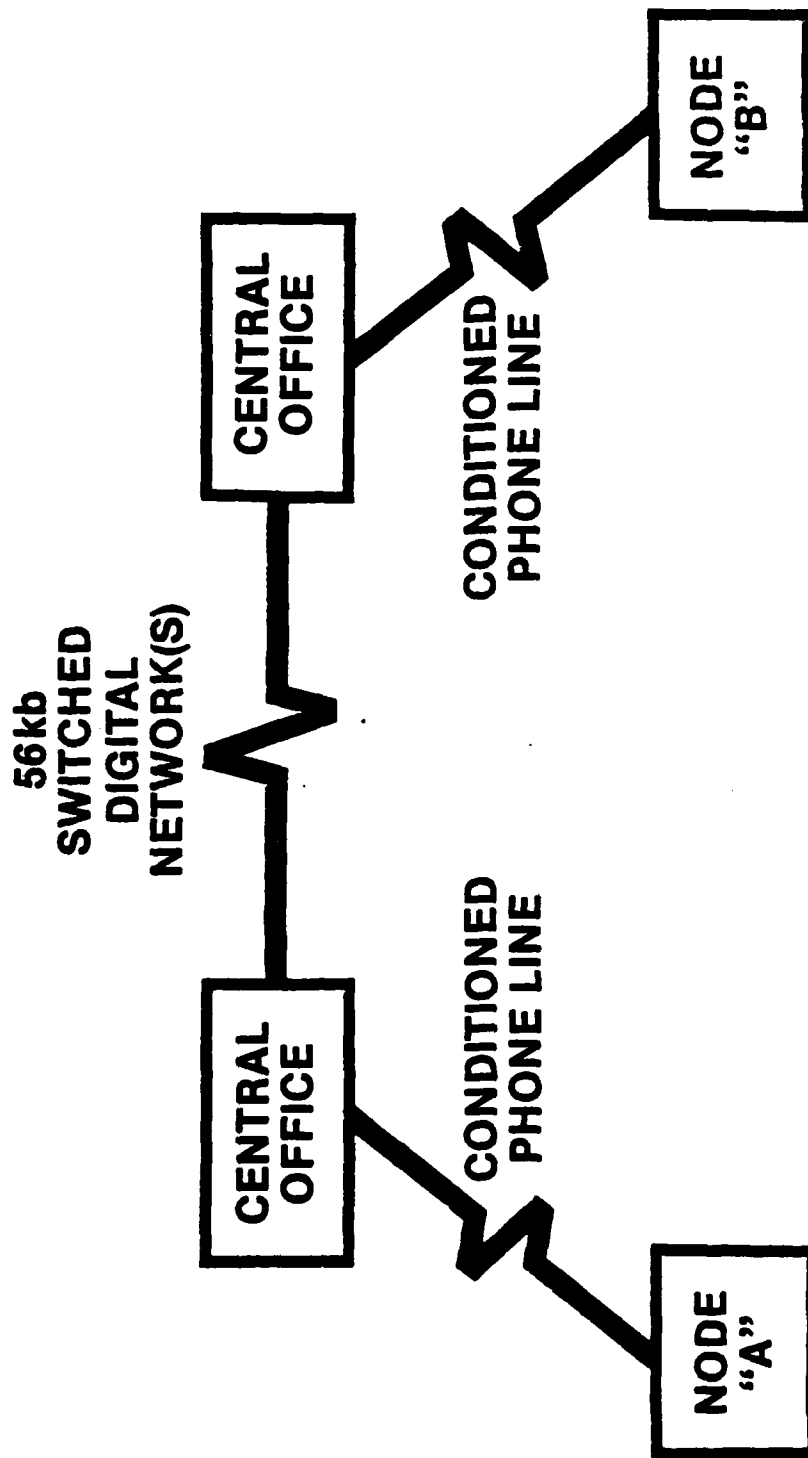 56kb
SWITCHED
DIGITAL
NETWORK(S)
CENTRAL
OFFICE
CENTRAL
OFFICE
CONDITIONED
PHONE LINE
CONDITIONED
PHONE LINE
NODE
“A”
NODE
“B”